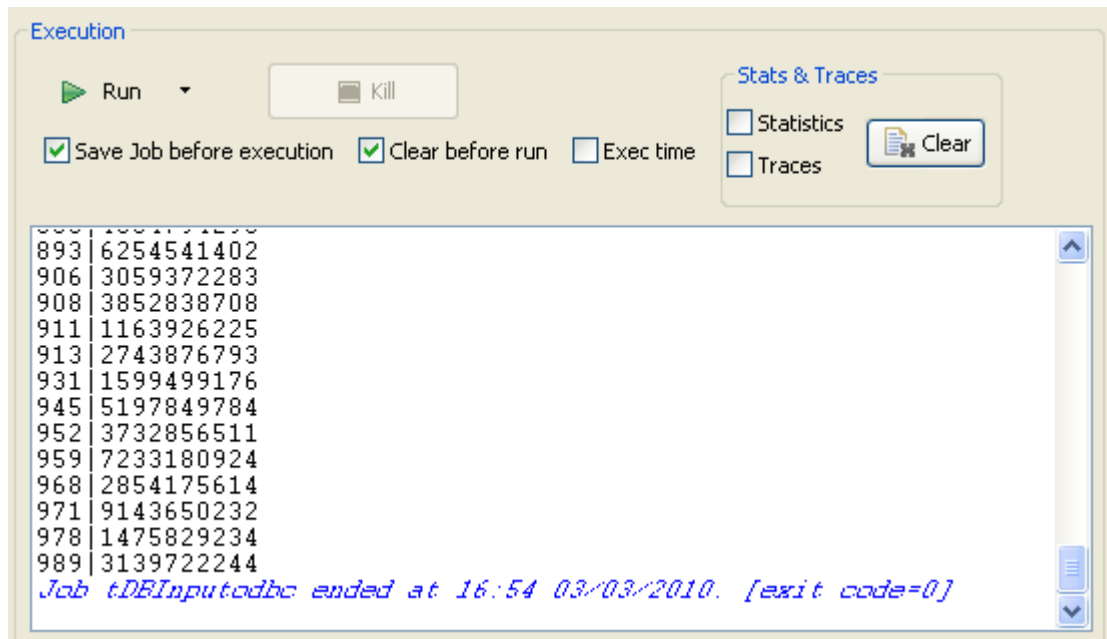 Execution
Run
Kill
Stats & Traces
Save Job before execution
Clear before run
Exec time
Statistics
Traces
Clear
893|6254541402
906|3059372283
908|3852838708
911|1163926225
913|2743876793
931|1599499176
945|5197849784
952|3732856511
959|7233180924
968|2854175614
971|9143650232
978|1475829234
989|3139722244
Job tDBInputodbc ended at 16:54 03/03/2010. [exit code=0]